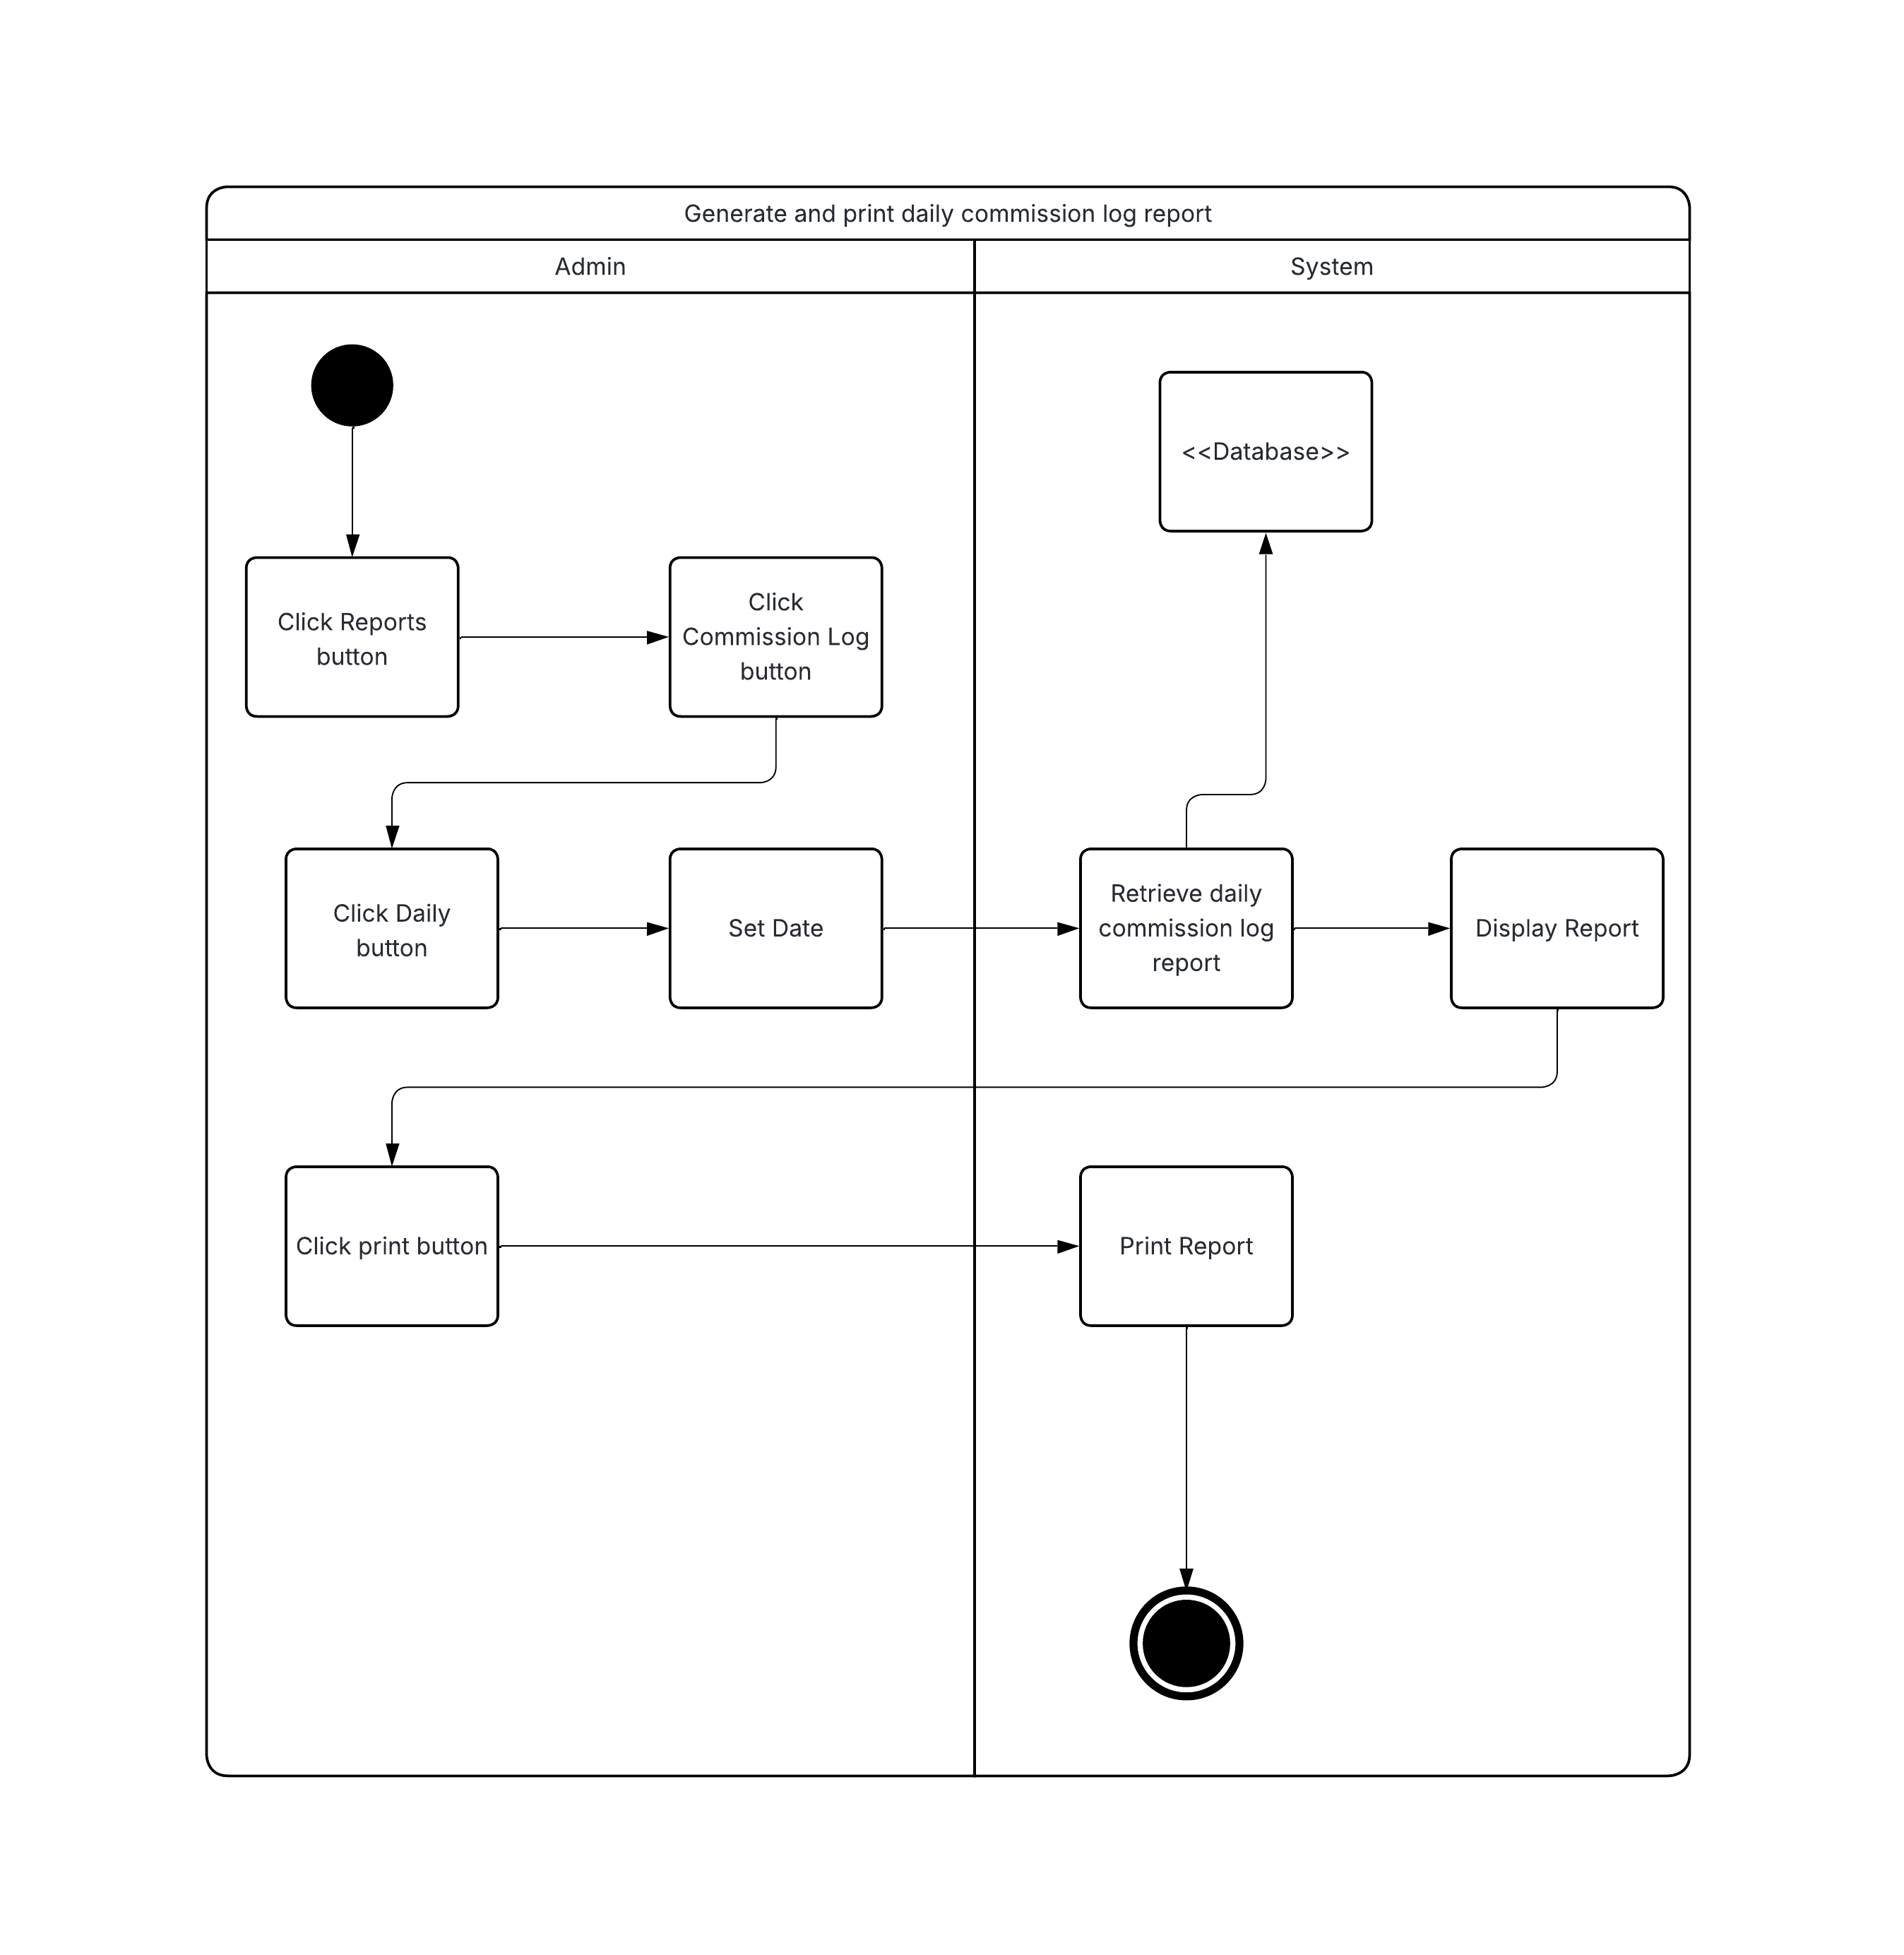 Generate and print daily commission log report
Admin
System
<<Database>>
Click Reports
button
Click
Commission Log
button
Click Daily
button
Set Date
Retrieve daily
commission log
report
Display Report
Click print button
Print Report